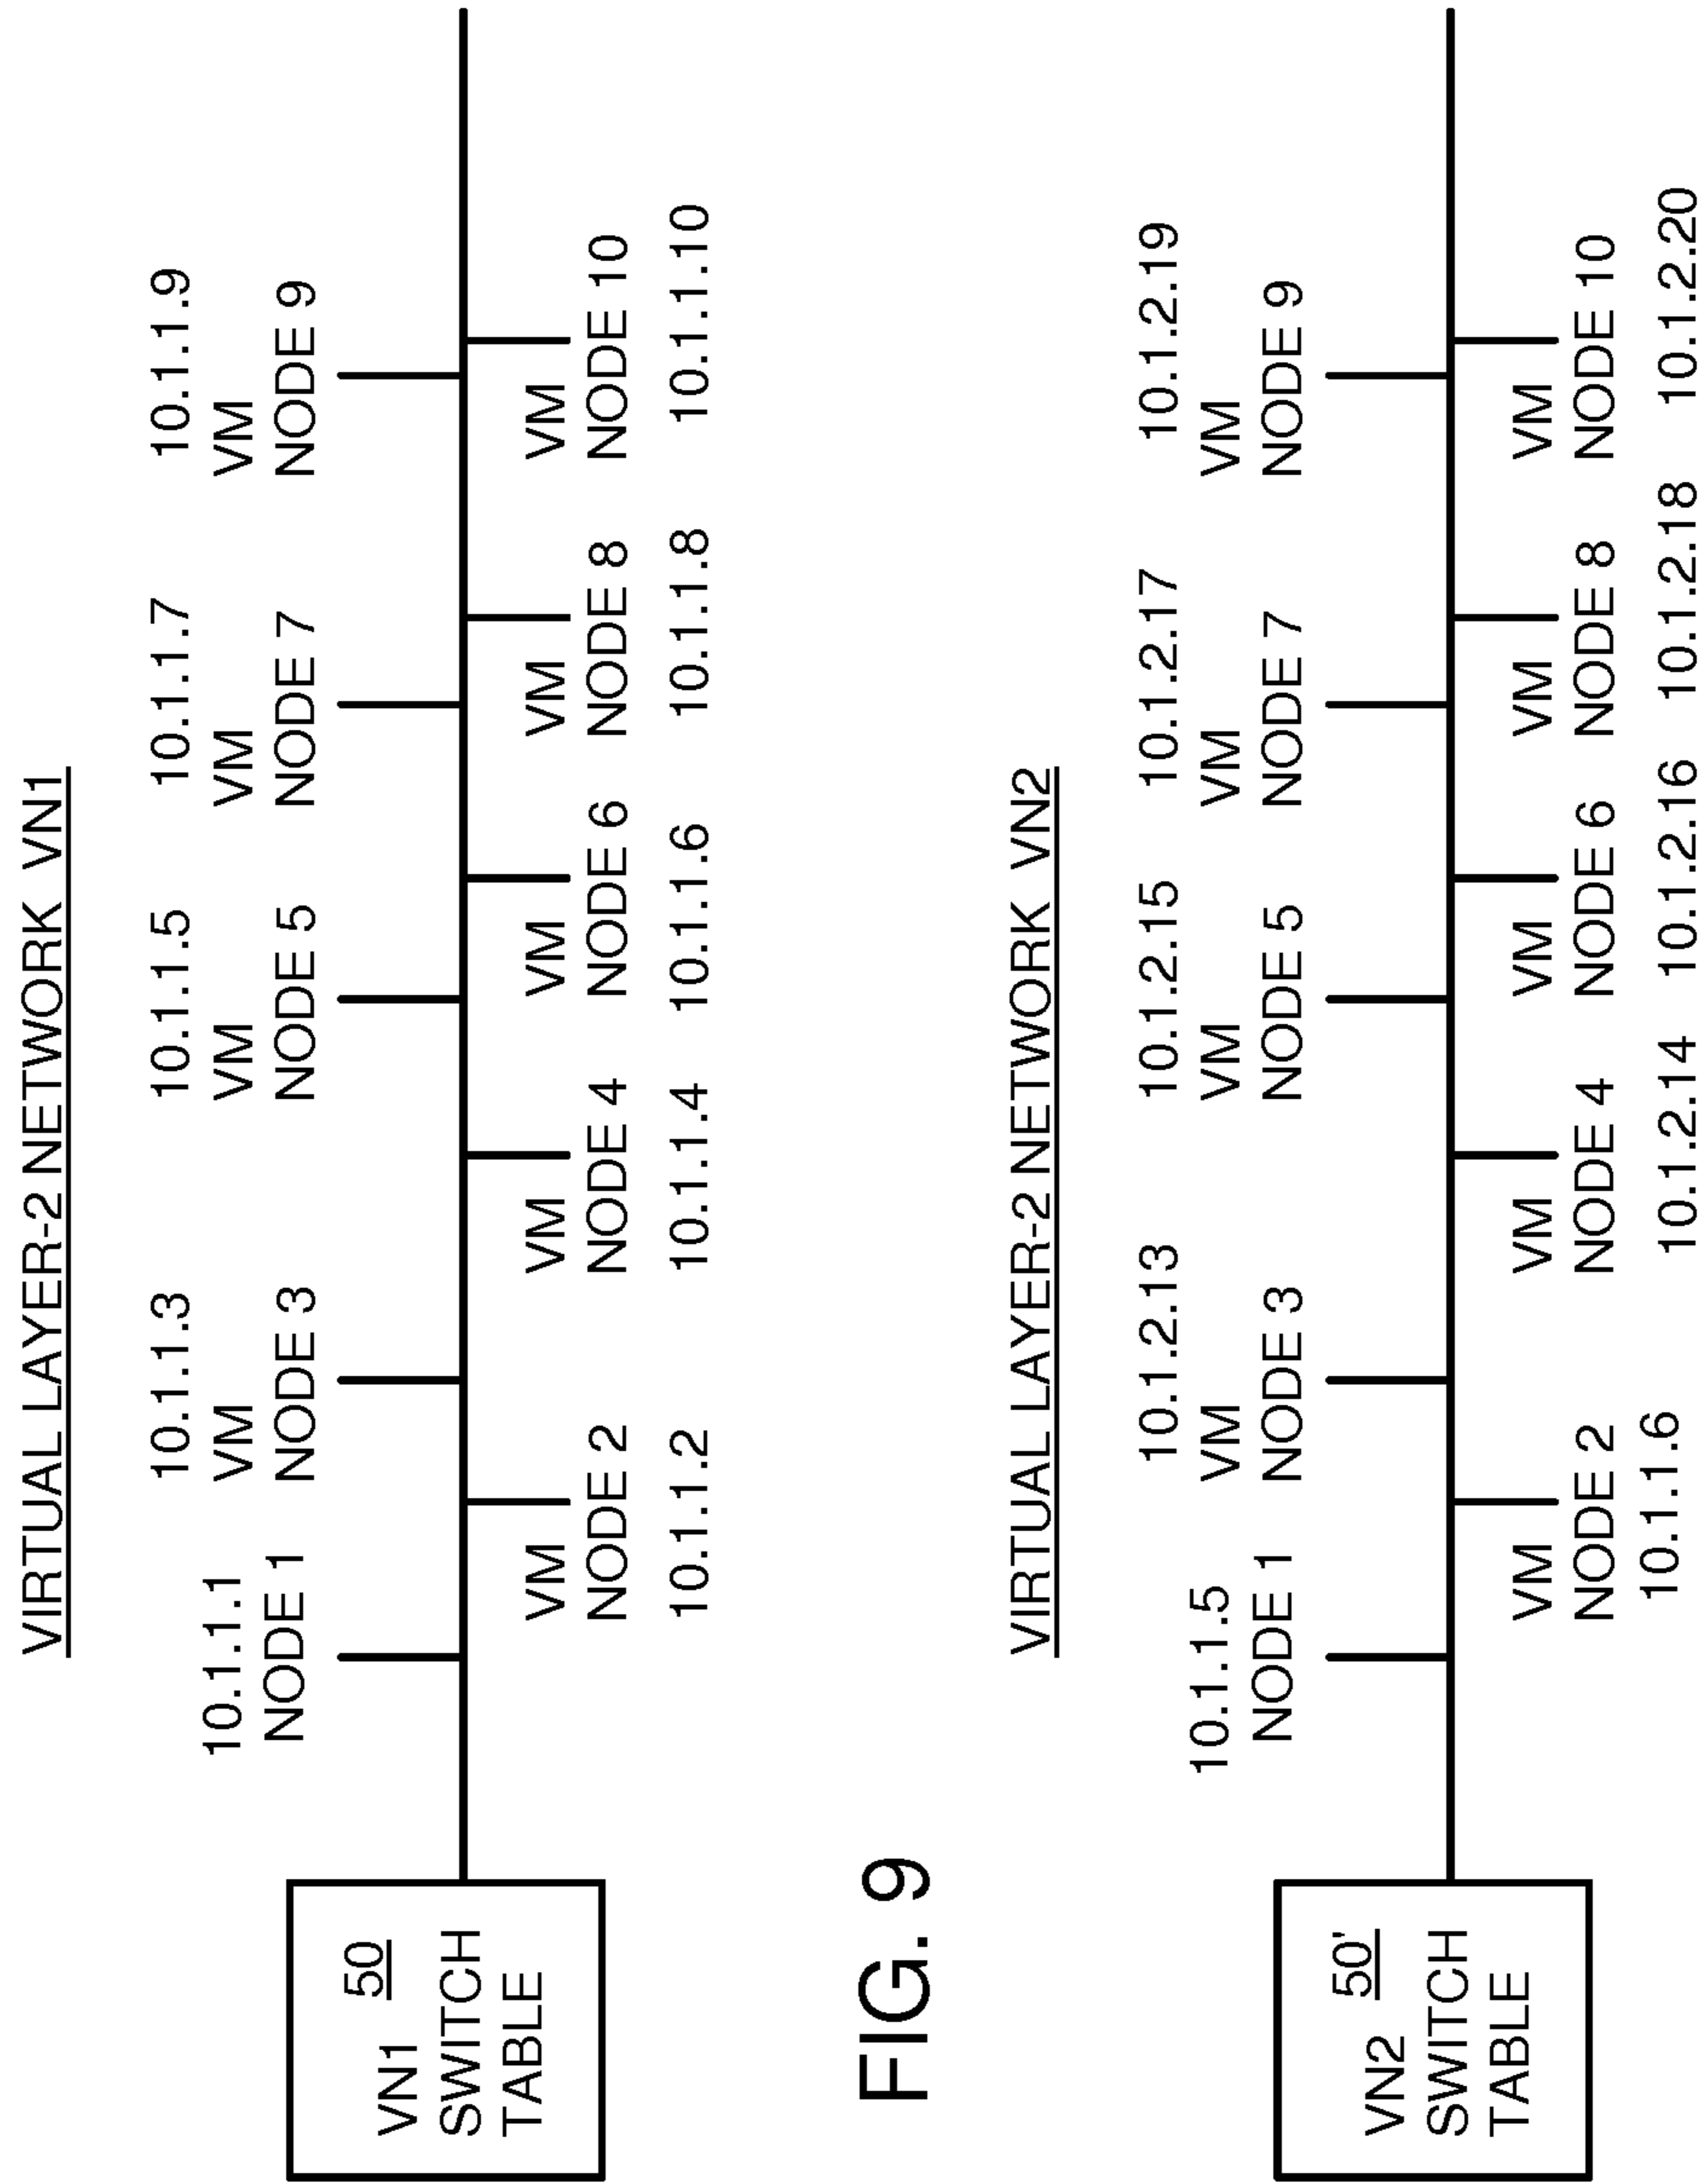 VIRTUAL LAYER-2 NETWORK VN1
10.1.1.1
NODE 1
10.1.1.3
VM
NODE 3
10.1.1.5
VM
NODE 5
10.1.1.7
VM
NODE 7
10.1.1.9
VM
NODE 9
VN1 50
SWITCH
TABLE
VM
NODE 2
10.1.1.2
VM
NODE 4
10.1.1.4
VM
NODE 6
10.1.1.6
VM
NODE 8
10.1.1.8
VM
NODE 10
10.1.1.10
FIG. 9
VIRTUAL LAYER-2 NETWORK VN2
10.1.1.5
NODE 1
10.1.2.13
VM
NODE 3
10.1.2.15
VM
NODE 5
10.1.2.17
VM
NODE 7
10.1.2.19
VM
NODE 9
VN2 50'
SWITCH
TABLE
VM
NODE 2
10.1.1.6
VM
NODE 4
10.1.2.14
VM
NODE 6
10.1.2.16
VM
NODE 8
10.1.2.18
VM
NODE 10
10.1.2.20